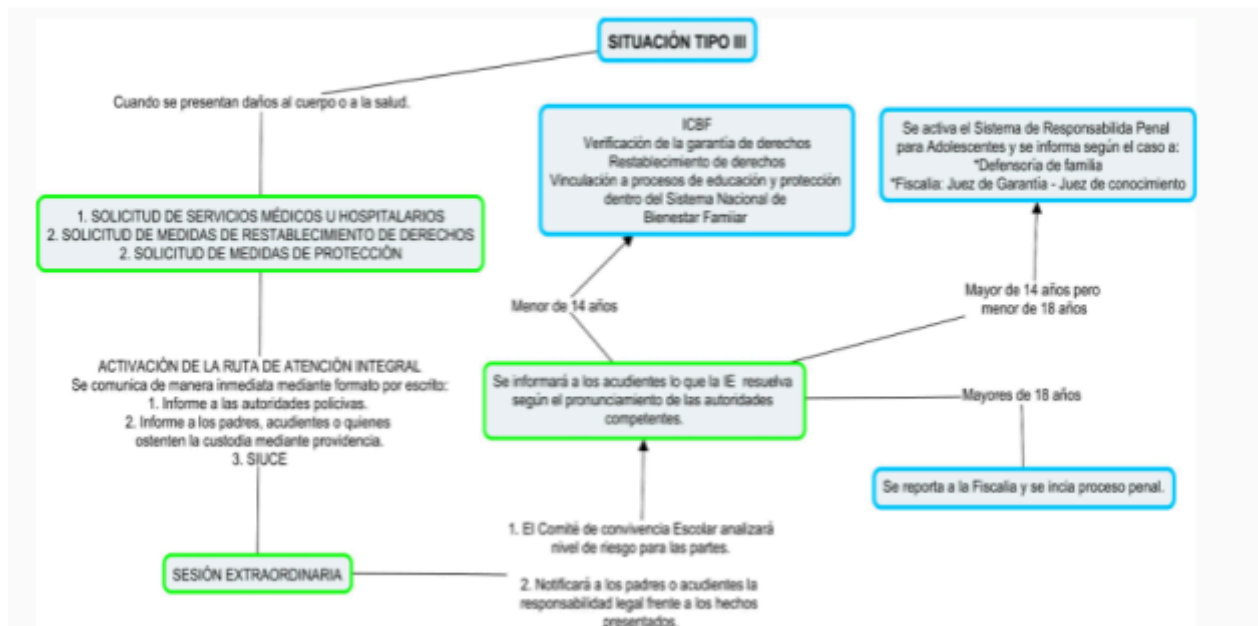 SITUACIÓN TIPO III
Cuando se presentan daños al cuerpo o a la salud.
1. SOLICITUD DE SERVICIOS MÉDICOS U HOSPITALARIOS
2. SOLICITUD DE MEDIDAS DE RESTABLECIMIENTO DE DERECHOS
2. SOLICITUD DE MEDIDAS DE PROTECCIÓN
ACTIVACIÓN DE LA RUTA DE ATENCIÓN INTEGRAL
Se comunica de manera inmediata mediante formato por escrito:
1. Informe a las autoridades policivas.
2. Informe a los padres, acudientes o quienes
ostenten la custodia mediante providencia.
3. SIUCE
SESIÓN EXTRAORDINARIA
1. El Comité de convivencia Escolar analizará
nivel de riesgo para las partes.
2. Notificará a los padres o acudientes la
responsabilidad legal frente a los hechos
presentados.
Se informará a los acudientes lo que la IE resuelva
según el pronunciamiento de las autoridades
competentes.
Menor de 14 años
ICBF
Verificación de la garantía de derechos
Restablecimiento de derechos
Vinculación a procesos de educación y protección
dentro del Sistema Nacional de
Bienestar Famiiar
Mayor de 14 años pero
menor de 18 años
Se activa el Sistema de Responsabilida Penal
para Adolescentes y se informa según el caso a:
*Defensoria de familia
*Fiscalia: Juez de Garantía - Juez de conocimiento
Mayores de 18 años
Se reporta a la Fiscalia y se incia proceso penal.